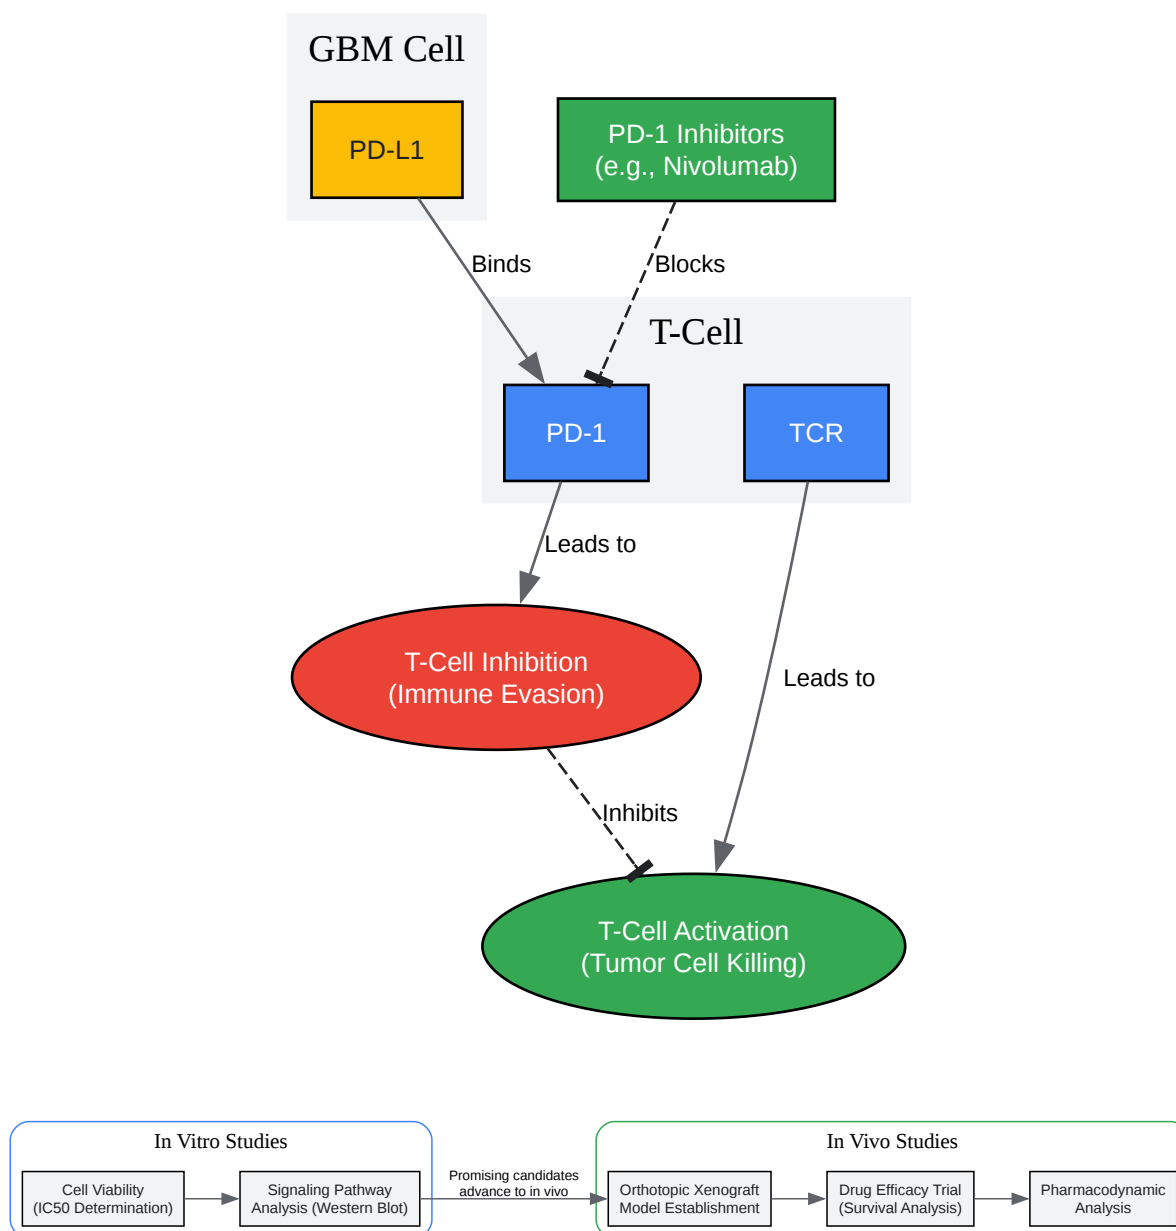 GBM Cell
PD-L1
PD-1 Inhibitors
(e.g., Nivolumab)
Binds
Blocks
T-Cell
PD-1
TCR
Leads to
T-Cell Inhibition
(Immune Evasion)
Leads to
Inhibits
T-Cell Activation
(Tumor Cell Killing)
In Vitro Studies
Cell Viability
(IC50 Determination)
Signaling Pathway
Analysis (Western Blot)
Promising candidates
advance to in vivo
In Vivo Studies
Orthotopic Xenograft
Model Establishment
Drug Efficacy Trial
(Survival Analysis)
Pharmacodynamic
Analysis